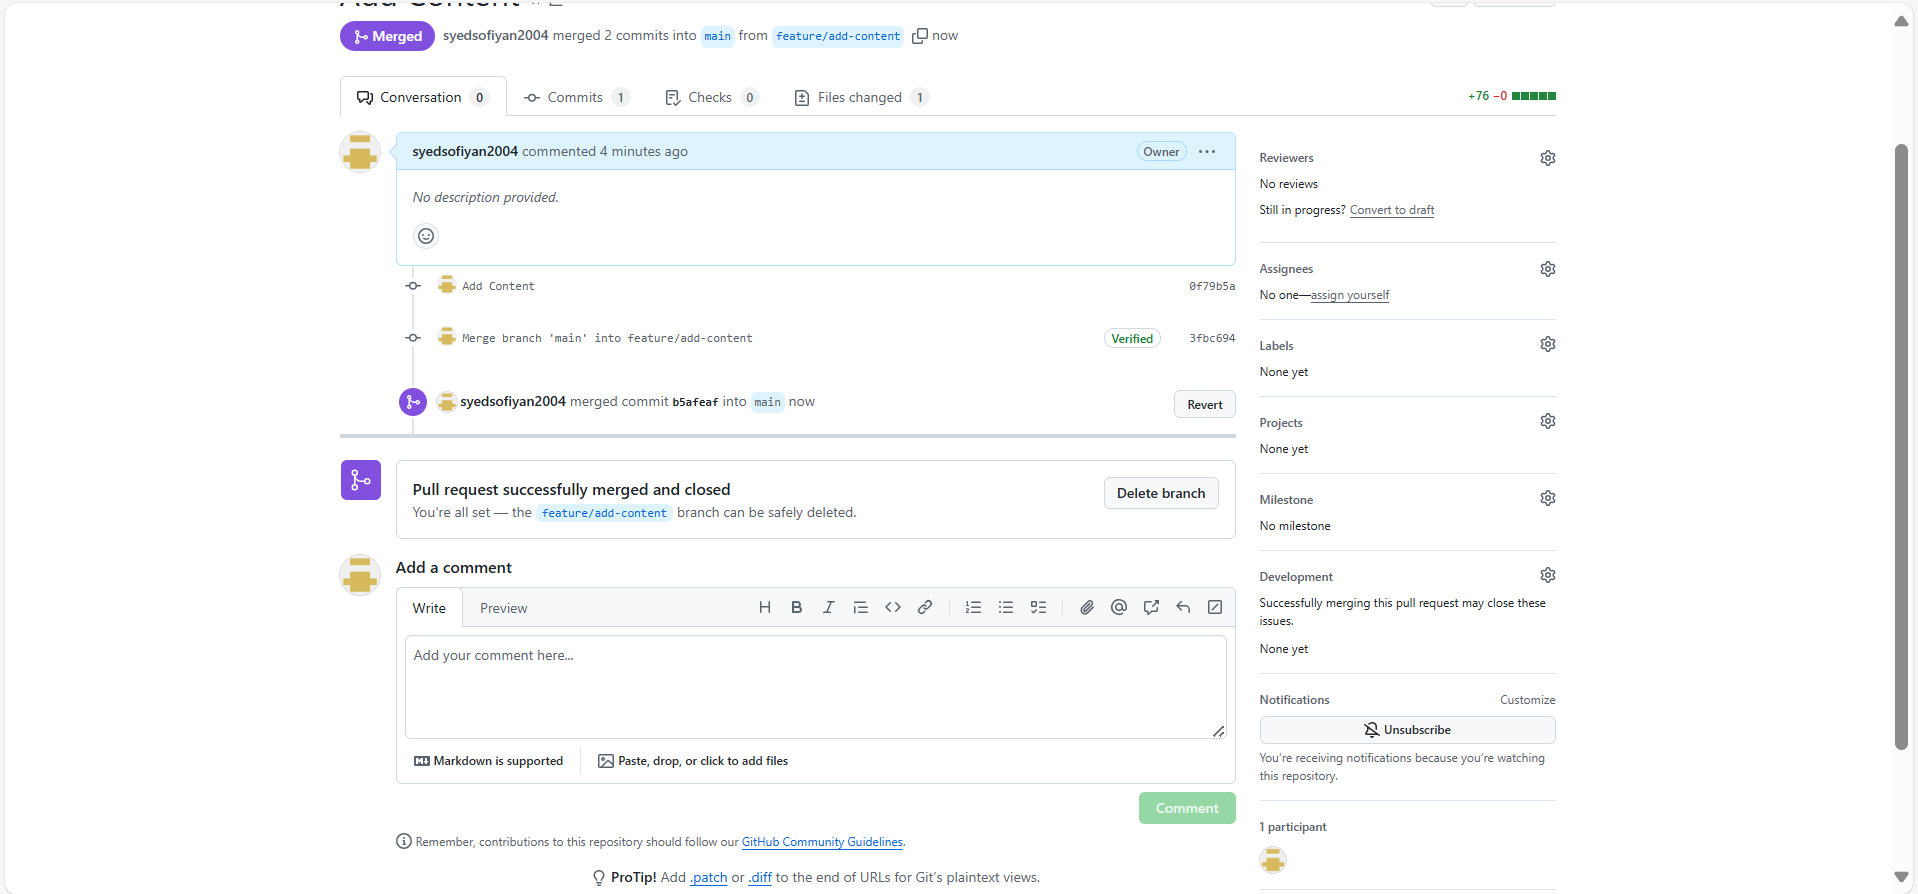 Add Content
Merged
syedsofiyan2004 merged 2 commits into main from feature/add-content now
Conversation 0
Commits 1
Checks 0
Files changed 1
+76 −0
syedsofiyan2004 commented 4 minutes ago
Owner
No description provided.
Add Content
0f79b5a
Merge branch 'main' into feature/add-content
Verified
3fbc694
syedsofiyan2004 merged commit b5afeaf into main now
Revert
Pull request successfully merged and closed
You're all set — the feature/add-content branch can be safely deleted.
Delete branch
Add a comment
Write
Preview
Add your comment here...
Markdown is supported
Paste, drop, or click to add files
Comment
Remember, contributions to this repository should follow our GitHub Community Guidelines.
ProTip! Add .patch or .diff to the end of URLs for Git's plaintext views.
Reviewers
No reviews
Still in progress? Convert to draft
Assignees
No one—assign yourself
Labels
None yet
Projects
None yet
Milestone
No milestone
Development
Successfully merging this pull request may close these
issues.
None yet
Notifications
Customize
Unsubscribe
You're receiving notifications because you're watching
this repository.
1 participant